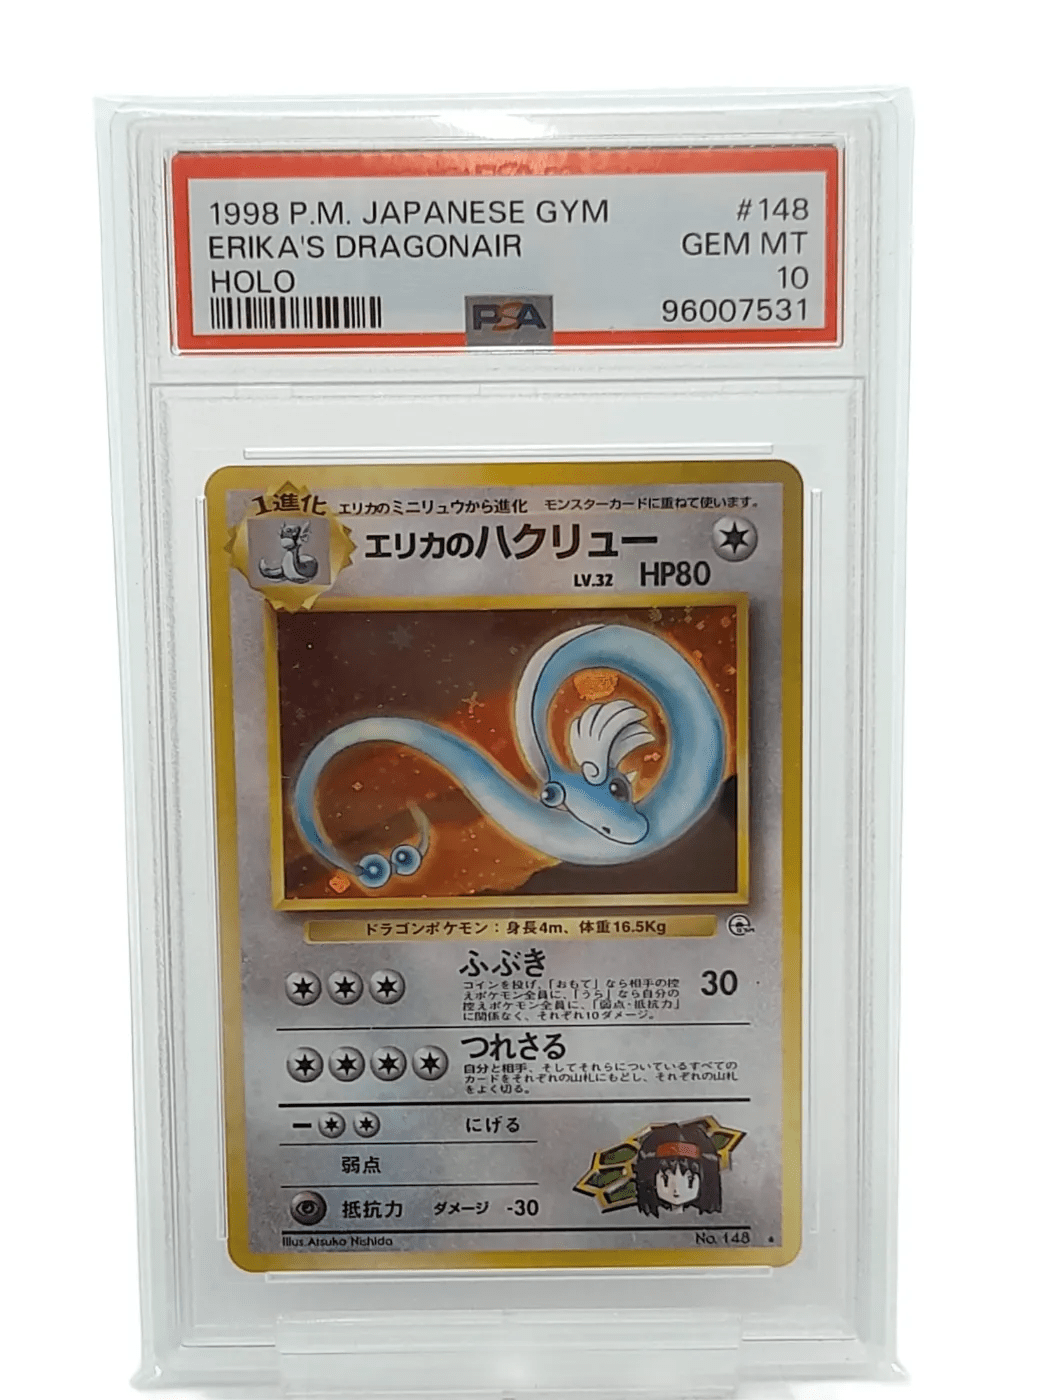 1998 P.M. JAPANESE GYM #148
ERIKA'S DRAGONAIR GEM MT
HOLO 10
96007531
PSA
1進化 エリカのミニリュウから進化 モンスターカードに重ねて使います。
エリカのハクリュー
LV.32 HP80
ドラゴンポケモン：身長4m、体重16.5Kg
ふぶき 30
コインを投げ、「おもて」なら相手の控
えポケモン全員に、「うら」なら自分の
控えポケモン全員に、「弱点・抵抗力」
に関係なく、それぞれ10ダメージ。
つれさる
自分と相手、そしてそれらについているすべての
カードをそれぞれの山札にもどし、それぞれの山札
をよく切る。
にげる
弱点
抵抗力 ダメージ -30
Illus.Atsuko Nishida No. 148